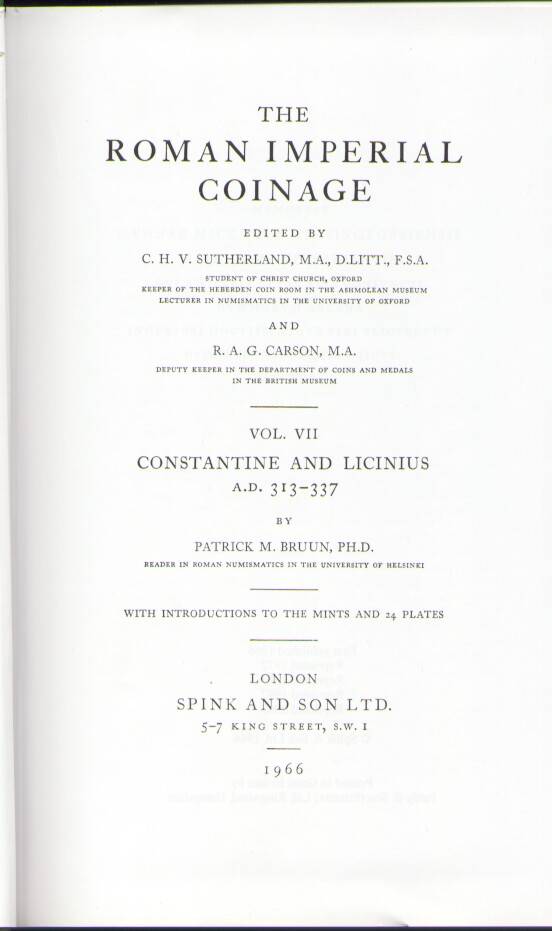 THE
ROMAN IMPERIAL
COINAGE
EDITED BY
C. H. V. SUTHERLAND, M.A., D.LITT., F.S.A.
STUDENT OF CHRIST CHURCH, OXFORD
KEEPER OF THE HEBERDEN COIN ROOM IN THE ASHMOLEAN MUSEUM
LECTURER IN NUMISMATICS IN THE UNIVERSITY OF OXFORD
AND
R. A. G. CARSON, M.A.
DEPUTY KEEPER IN THE DEPARTMENT OF COINS AND MEDALS
IN THE BRITISH MUSEUM
VOL. VII
CONSTANTINE AND LICINIUS
A.D. 313–337
BY
PATRICK M. BRUUN, PH.D.
READER IN ROMAN NUMISMATICS IN THE UNIVERSITY OF HELSINKI
WITH INTRODUCTIONS TO THE MINTS AND 24 PLATES
LONDON
SPINK AND SON LTD.
5–7 KING STREET, S.W. 1
1966